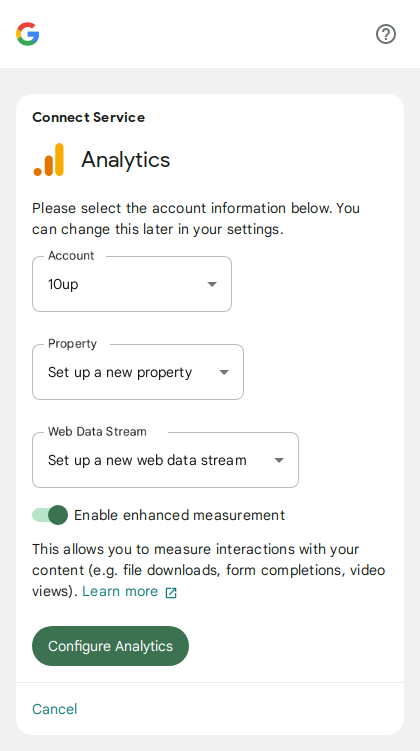 Connect Service
Analytics
Please select the account information below. You
can change this later in your settings.
Account
10up
Property
Set up a new property
Web Data Stream
Set up a new web data stream
Enable enhanced measurement
This allows you to measure interactions with your
content (e.g. file downloads, form completions, video
views). Learn more
Configure Analytics
Cancel